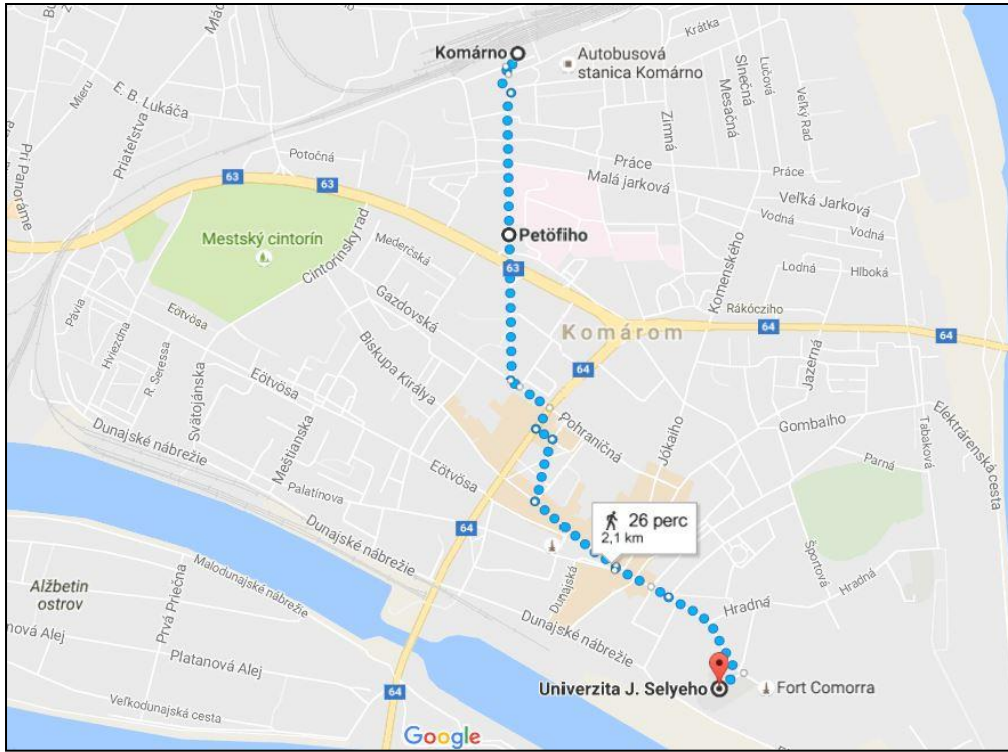 Komárno
Autobusová
stanica Komárno
Krátka
Mládež
Mieru
E. B. Lukáča
Priateľstva
Pri Panoráme
Slnečná
Mesačná
Lučová
Veľký Rad
Zimná
Potočná
63
63
Práce
Malá jarková
Práce
Veľká Jarková
Vodná
Vodná
Mestský cintorín
Cintorínsky rad
Mederčská
Petöfiho
63
Komenského
Lodná
Hlboká
Gazdovská
Rákócziho
Komárom
64
64
Pávia
Hviezdna
R. Seressa
Eötvösa
Svätojánska
Eötvösa
Biskupa Királya
64
Jazerná
Pohraničná
Jókaiho
Gombaiho
Elektrárenská cesta
Tabaková
Dunajské nábrežie
Meštianska
Eötvösa
Parná
Palatínova
26 perc
2,1 km
Dunajské nábrežie
64
Malodunajské nábrežie
Športová
Alžbetin
ostrov
Prvá Priečna
Dunajská
Hradná
Hradná
Dunajské nábrežie
nová Alej
Platanová Alej
64
Univerzita J. Selyeho
Fort Comorra
Veľkodunajská cesta
Google